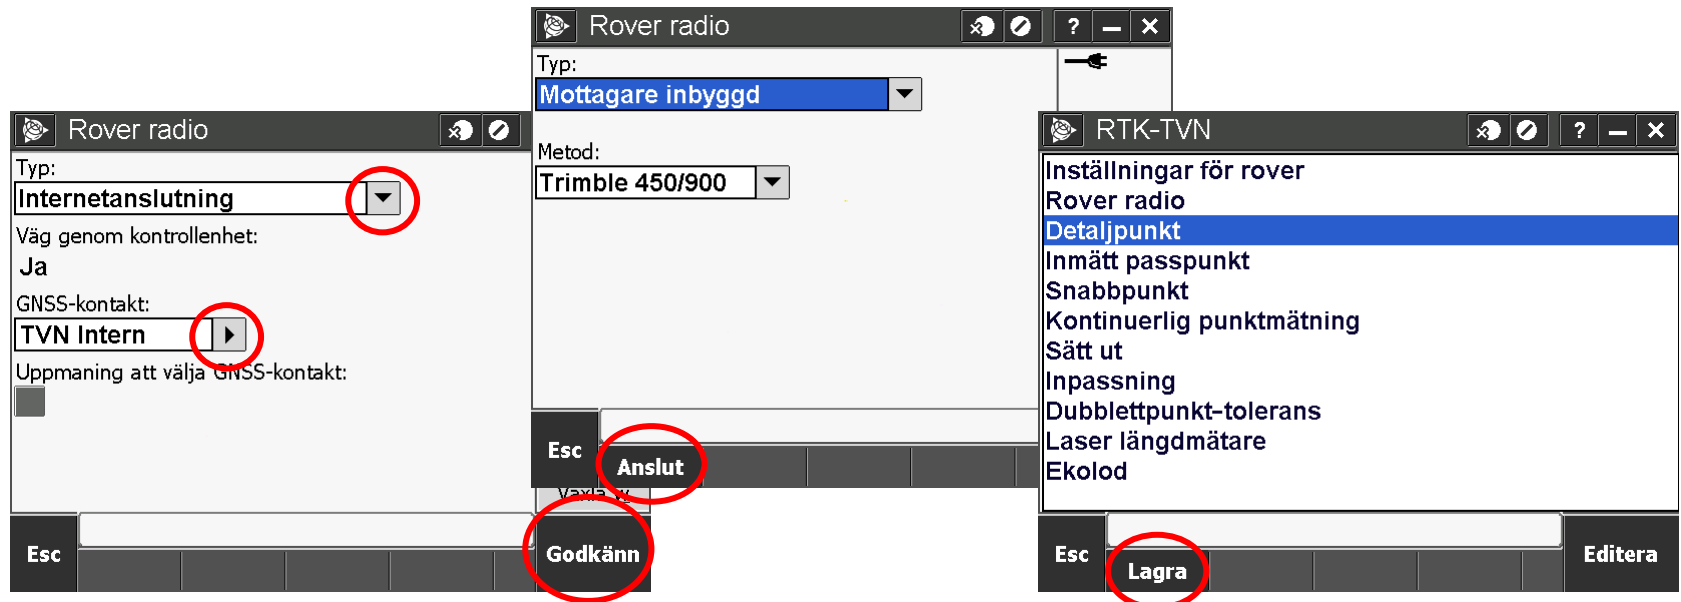 Rover radio
Typ:
Internetanslutning
Väg genom kontrollenhet:
Ja
GNSS-kontakt:
TVN Intern
Uppmaning att välja GNSS-kontakt:
Esc
Godkänn
Rover radio
?
Typ:
Mottagare inbyggd
Metod:
Trimble 450/900
Esc
Anslut
RTK-TVN
?
Inställningar för rover
Rover radio
Detaljpunkt
Inmätt passpunkt
Snabbpunkt
Kontinuerlig punktmätning
Sätt ut
Inpassning
Dubblettpunkt-tolerans
Laser längdmätare
Ekolod
Esc
Lagra
Editera